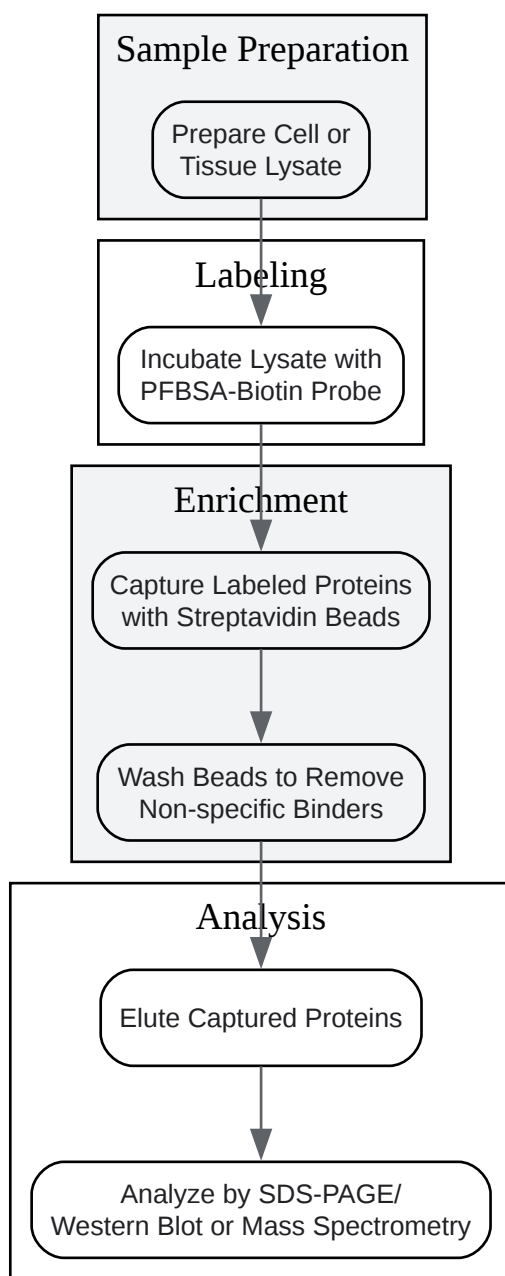 Sample Preparation
Prepare Cell or
Tissue Lysate
Labeling
Incubate Lysate with
PFBSA-Biotin Probe
Enrichment
Capture Labeled Proteins
with Streptavidin Beads
Wash Beads to Remove
Non-specific Binders
Analysis
Elute Captured Proteins
Analyze by SDS-PAGE/
Western Blot or Mass Spectrometry